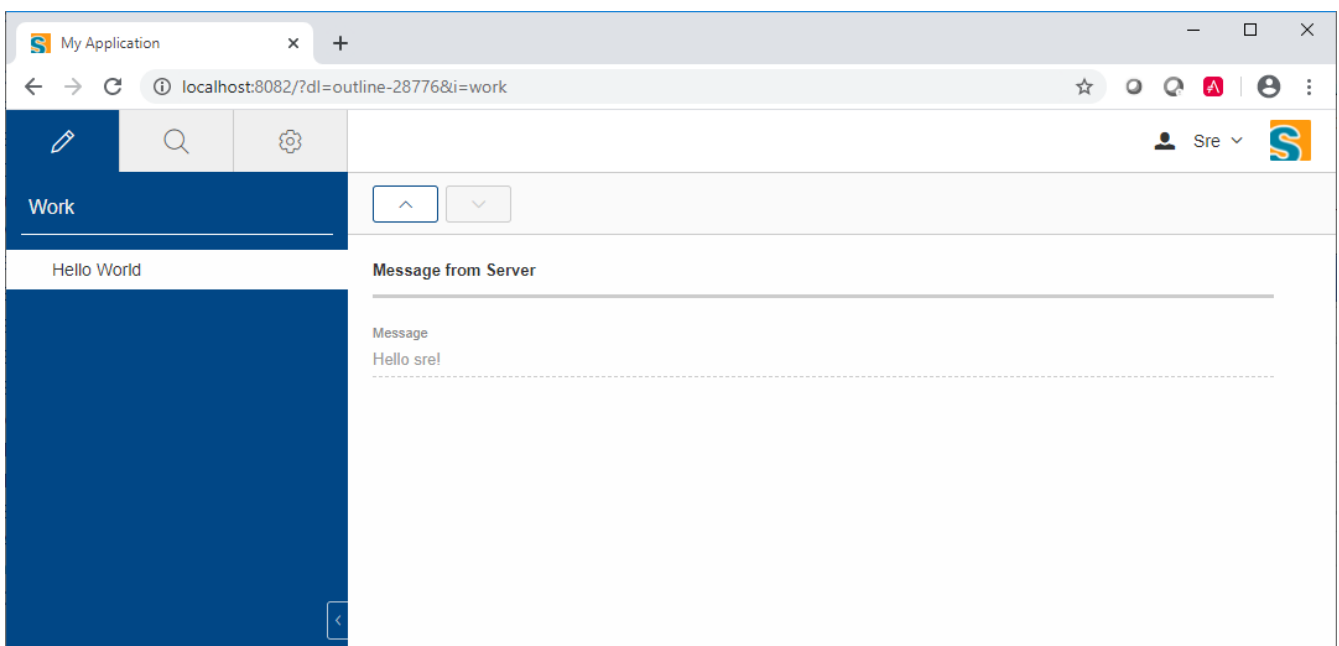 My Application
localhost:8082/?dl=outline-28776&i=work
Sre
Work
Hello World
Message from Server
Message
Hello sre!